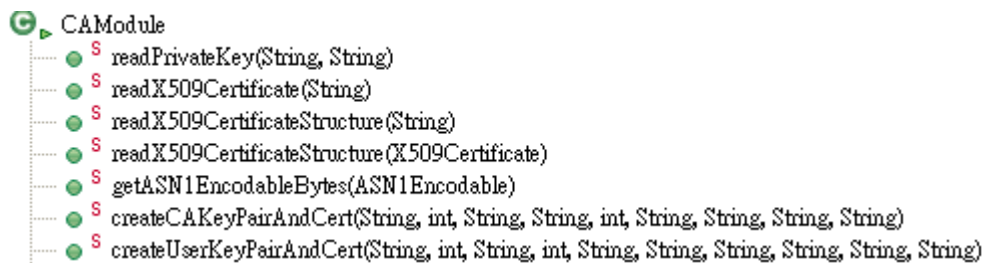 C CAModule
S readPrivateKey(String, String)
S readX509Certificate(String)
S readX509CertificateStructure(String)
S readX509CertificateStructure(X509Certificate)
S getASN1EncodableBytes(ASN1Encodable)
S createCAKeyPairAndCert(String, int, String, String, int, String, String, String, String)
S createUserKeyPairAndCert(String, int, String, int, String, String, String, String, String, String)